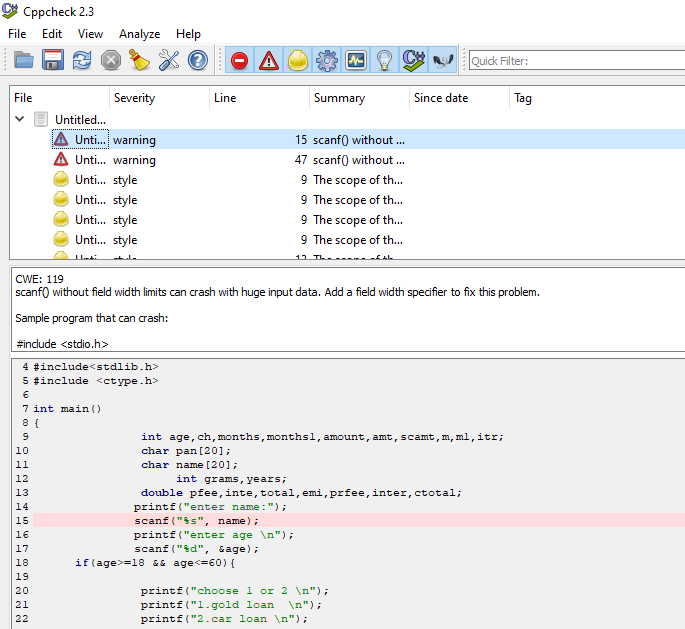 Cppcheck 2.3
File Edit View Analyze Help
Quick Filter:
File Severity Line Summary Since date Tag
Untitled...
Unti... warning 15 scanf() without ...
Unti... warning 47 scanf() without ...
Unti... style 9 The scope of th...
Unti... style 9 The scope of th...
Unti... style 9 The scope of th...
Unti... style 9 The scope of th...
CWE: 119
scanf() without field width limits can crash with huge input data. Add a field width specifier to fix this problem.
Sample program that can crash:
#include <stdio.h>
4 #include<stdlib.h>
5 #include <ctype.h>
6
7 int main()
8 {
9 int age,ch,months,months1,amount,amt,scamt,m,m1,itr;
10 char pan[20];
11 char name[20];
12 int grams,years;
13 double pfee,inte,total,emi,prfee,inter,ctotal;
14 printf("enter name:");
15 scanf("%s", name);
16 printf("enter age \n");
17 scanf("%d", &age);
18 if(age>=18 && age<=60){
19
20 printf("choose 1 or 2 \n");
21 printf("1.gold loan  \n");
22 printf("2.car loan \n");